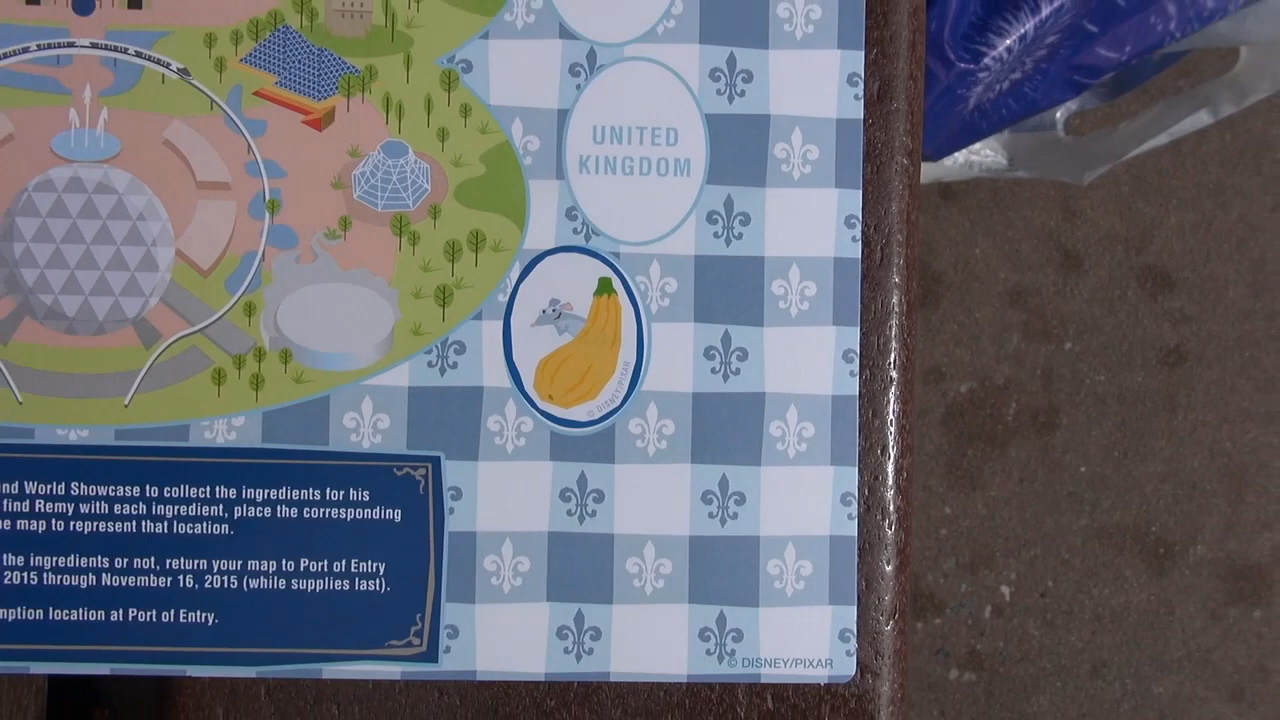 UNITED
KINGDOM
© DISNEY/PIXAR
and World Showcase to collect the ingredients for his
find Remy with each ingredient, place the corresponding
map to represent that location.
the ingredients or not, return your map to Port of Entry
2015 through November 16, 2015 (while supplies last).
location at Port of Entry.
© DISNEY/PIXAR